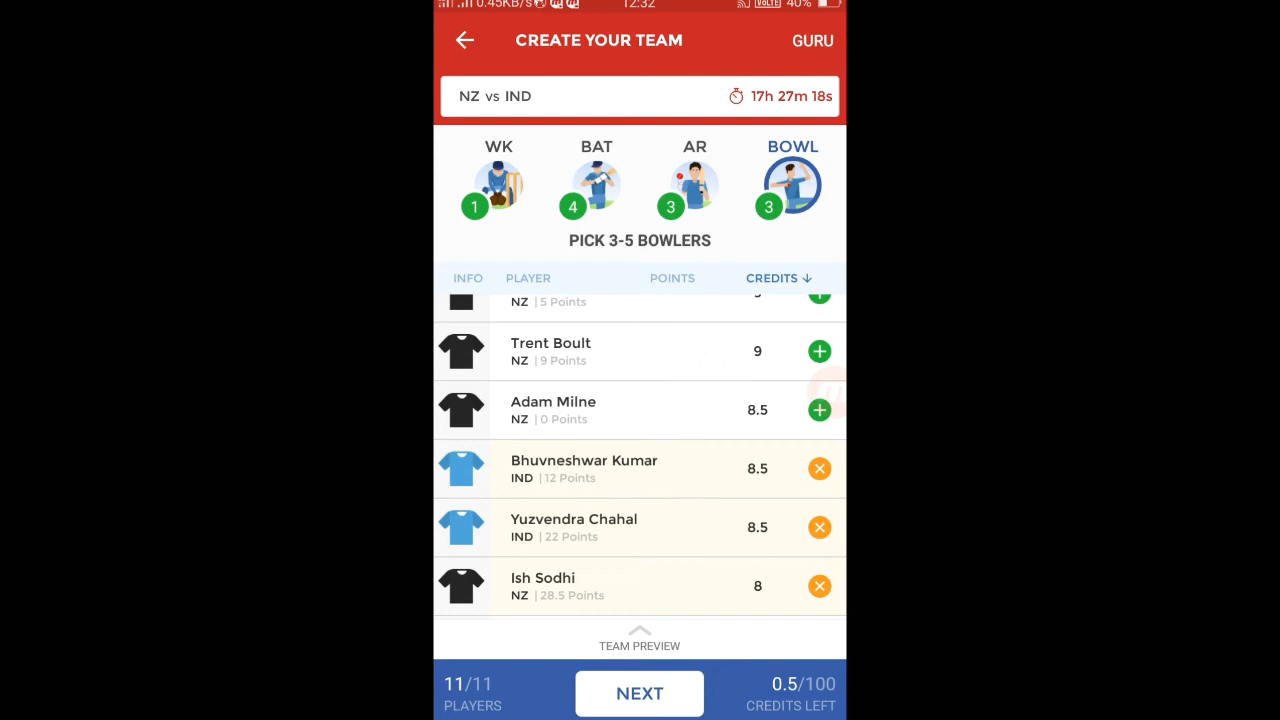 0.45KB/s 12:32 VoLTE 40%
CREATE YOUR TEAM GURU
NZ vs IND 17h 27m 18s
WK BAT AR BOWL
1 4 3 3
PICK 3-5 BOWLERS
INFO PLAYER POINTS CREDITS ↓
NZ | 5 Points
Trent Boult
NZ | 9 Points 9
Adam Milne
NZ | 0 Points 8.5
Bhuvneshwar Kumar
IND | 12 Points 8.5
Yuzvendra Chahal
IND | 22 Points 8.5
Ish Sodhi
NZ | 28.5 Points 8
TEAM PREVIEW
11/11 NEXT 0.5/100
PLAYERS CREDITS LEFT